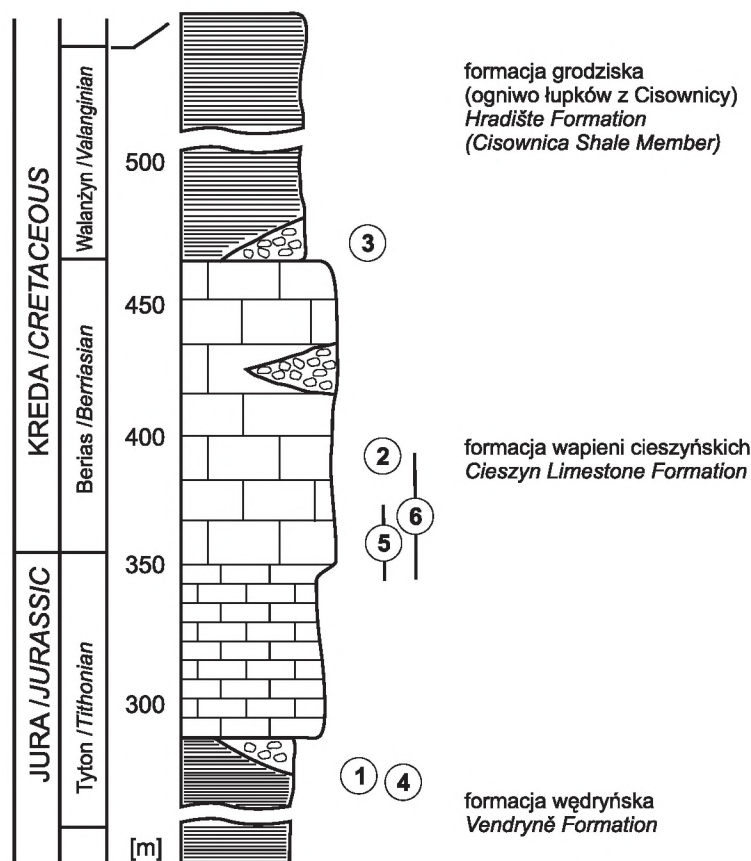 formacja grodziska
(ogniwo łupków z Cisownicy)
Hradište Formation
(Cisownica Shale Member)
KREDA / CRETACEOUS
Walanżyn / Valanginian
500
3
450
Berias / Berriasian
400
2
formacja wapieni cieszyńskich
Cieszyn Limestone Formation
6
5
350
JURA / JURASSIC
Tyton / Tithonian
300
1
4
formacja wędryńska
Vendryně Formation
[m]